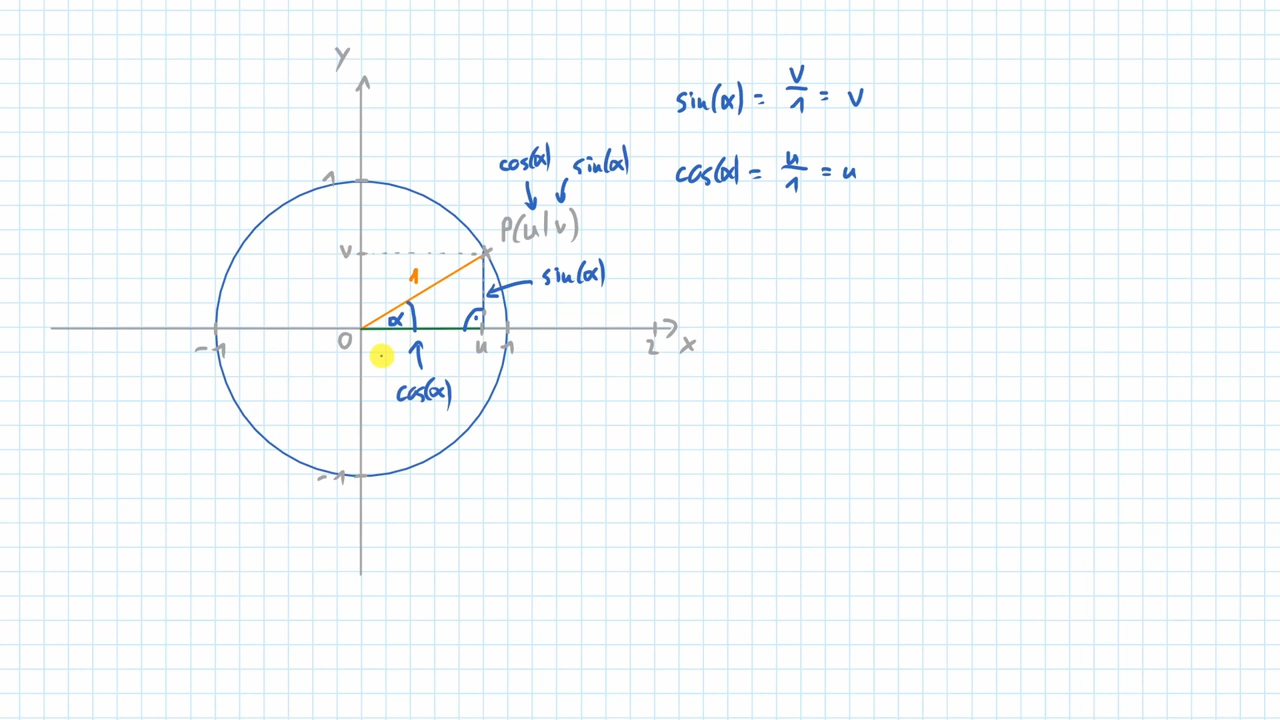 y
sin(α) = v/1 = v
cos(α) sin(α)
cos(α) = u/1 = u
1
P(u|v)
v
1
sin(α)
α
0
-1
u 1
2 x
cos(α)
-1